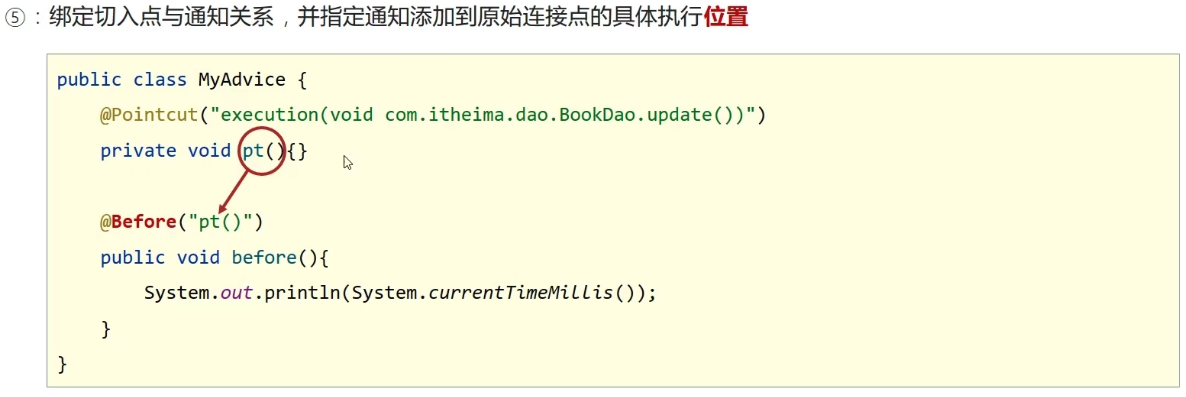 ⑤：绑定切入点与通知关系，并指定通知添加到原始连接点的具体执行位置
public class MyAdvice {
    @Pointcut("execution(void com.itheima.dao.BookDao.update())")
    private void pt(){}
    @Before("pt()")
    public void before(){
        System.out.println(System.currentTimeMillis());
    }
}